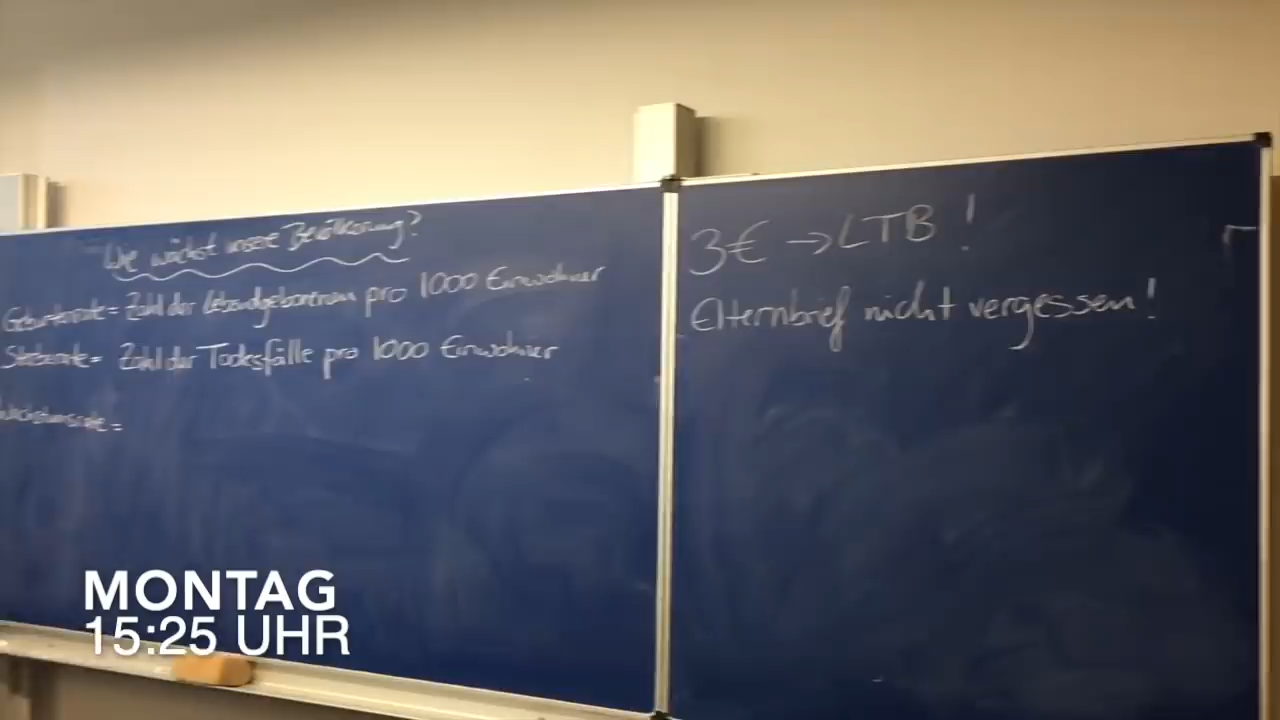 Wie wächst unsere Bevölkerung?
Geburtenrate = Zahl der Lebendgeborenen pro 1000 Einwohner
Sterberate = Zahl der Todesfälle pro 1000 Einwohner
Wachstumsrate =
3€ → LTB !
Elternbrief nicht vergessen!
MONTAG
15:25 UHR